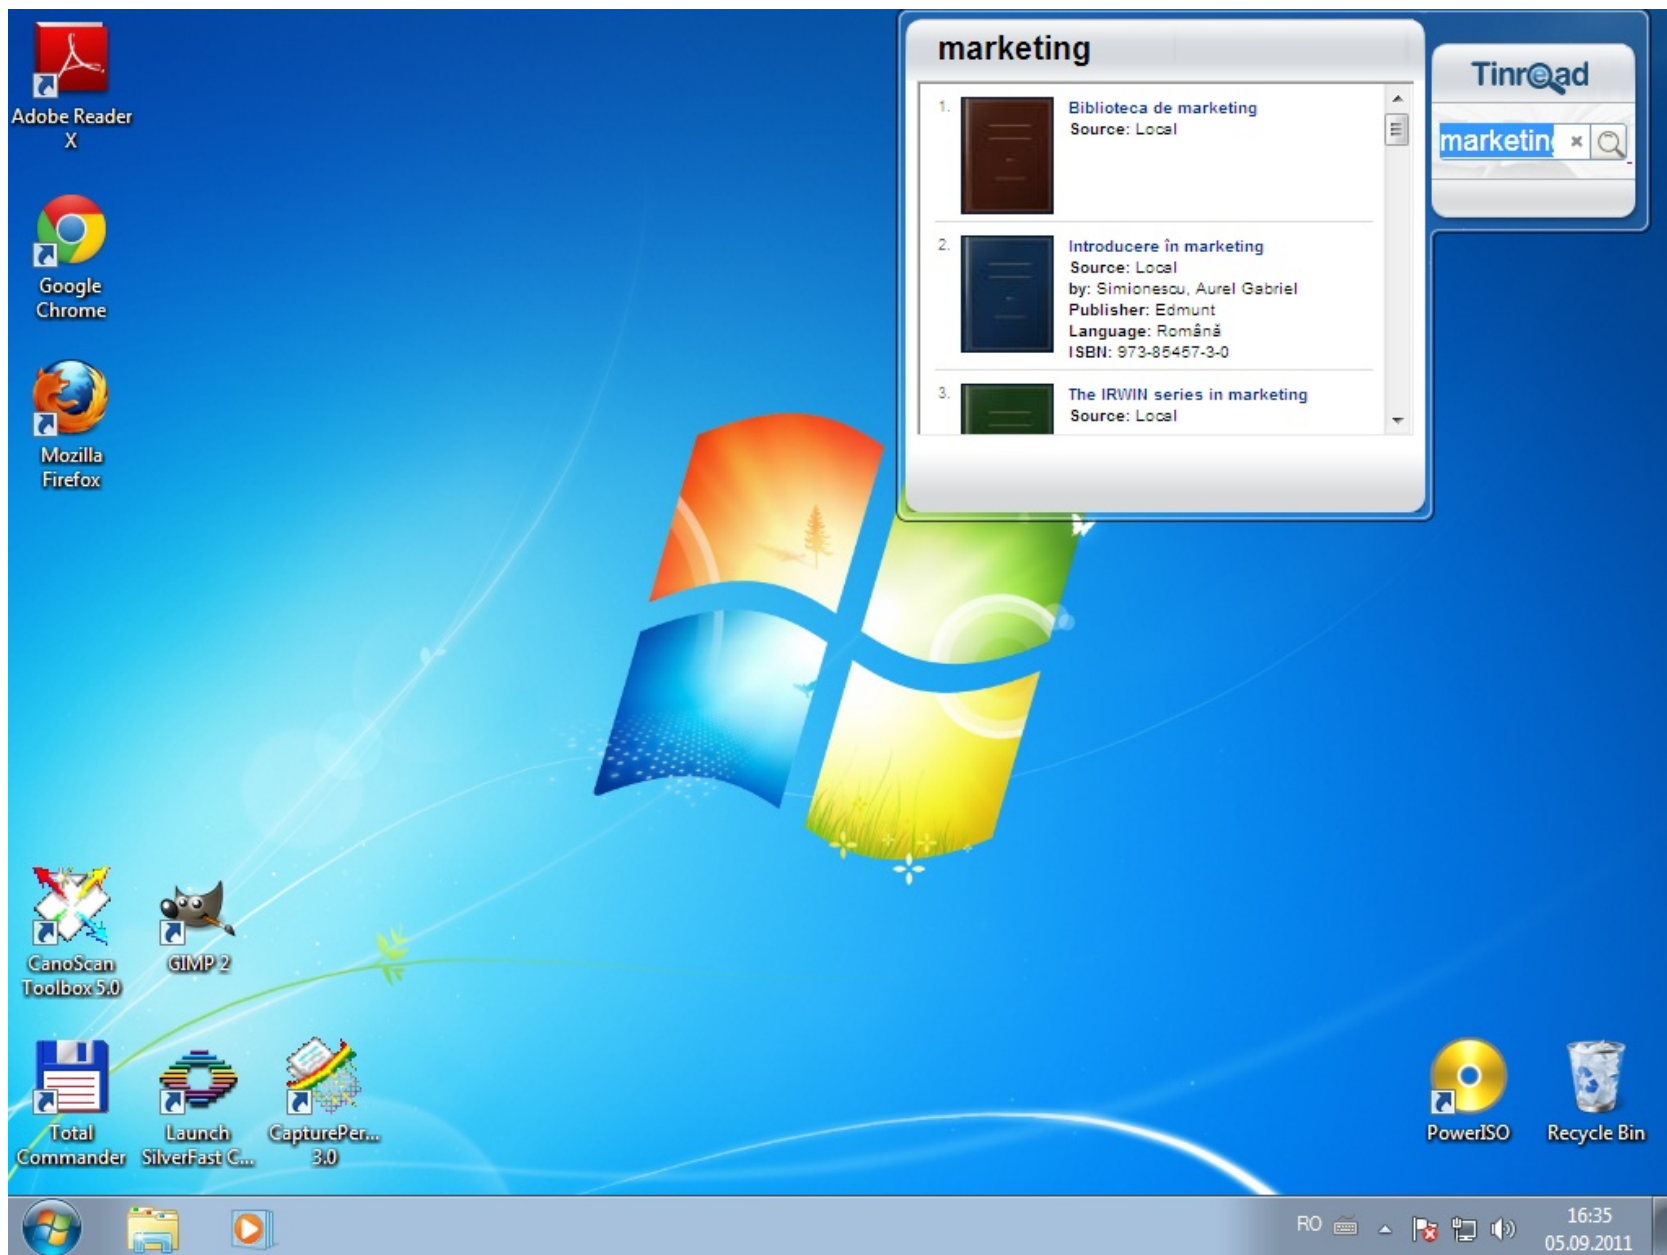 Adobe Reader
X
Google
Chrome
Mozilla
Firefox
CanoScan
Toolbox 5.0
GIMP 2
Total
Commander
Launch
SilverFast C...
CapturePer...
3.0
marketing
1.
Biblioteca de marketing
Source: Local
2.
Introducere în marketing
Source: Local
by: Simionescu, Aurel Gabriel
Publisher: Edmunt
Language: Română
ISBN: 973-85457-3-0
3.
The IRWIN series in marketing
Source: Local
Tinread
marketing
PowerISO
Recycle Bin
RO
16:35
05.09.2011